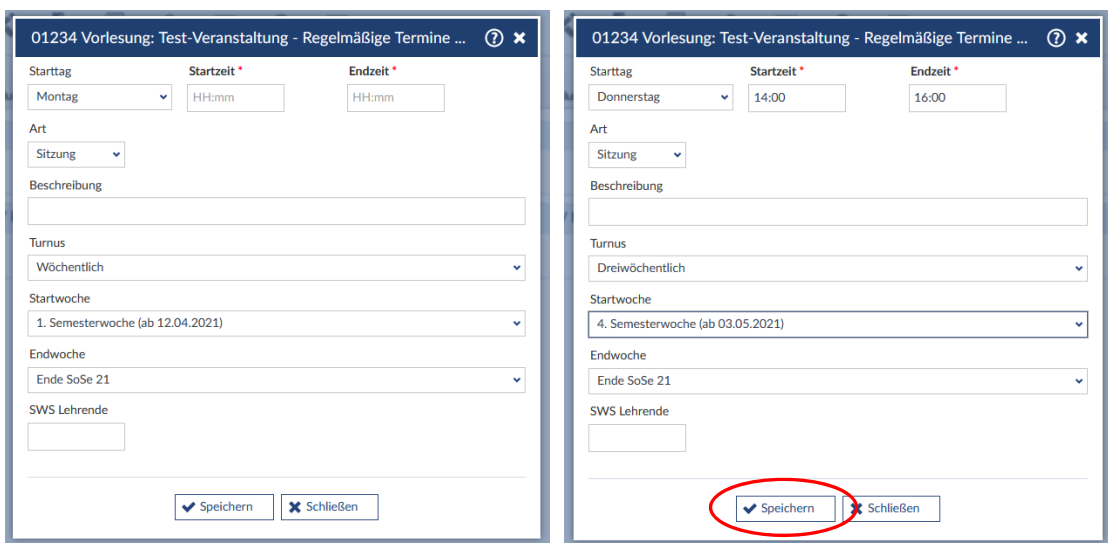 01234 Vorlesung: Test-Veranstaltung - Regelmäßige Termine ...
Starttag Startzeit * Endzeit *
Montag HH:mm HH:mm
Art
Sitzung
Beschreibung
Turnus
Wöchentlich
Startwoche
1. Semesterwoche (ab 12.04.2021)
Endwoche
Ende SoSe 21
SWS Lehrende
Speichern Schließen
01234 Vorlesung: Test-Veranstaltung - Regelmäßige Termine ...
Starttag Startzeit * Endzeit *
Donnerstag 14:00 16:00
Art
Sitzung
Beschreibung
Turnus
Dreiwöchentlich
Startwoche
4. Semesterwoche (ab 03.05.2021)
Endwoche
Ende SoSe 21
SWS Lehrende
Speichern Schließen